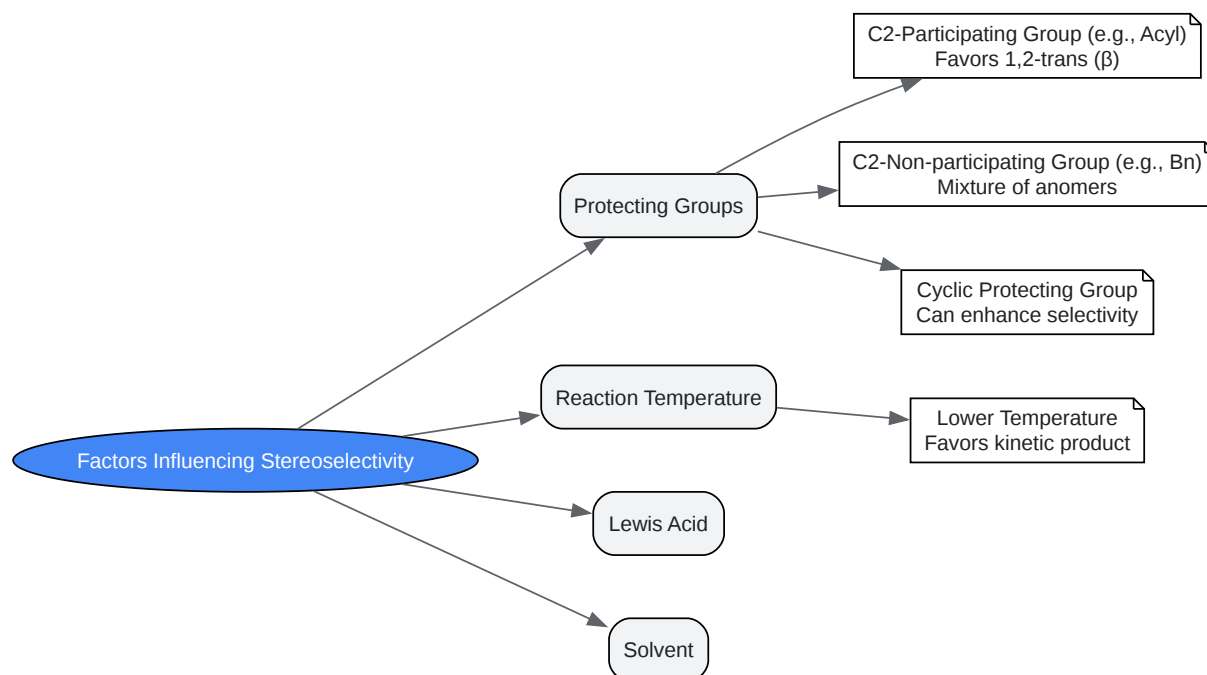 C2-Participating Group (e.g., Acyl)
Favors 1,2-trans (β)
C2-Non-participating Group (e.g., Bn)
Mixture of anomers
Protecting Groups
Cyclic Protecting Group
Can enhance selectivity
Reaction Temperature
Lower Temperature
Favors kinetic product
Factors Influencing Stereoselectivity
Lewis Acid
Solvent